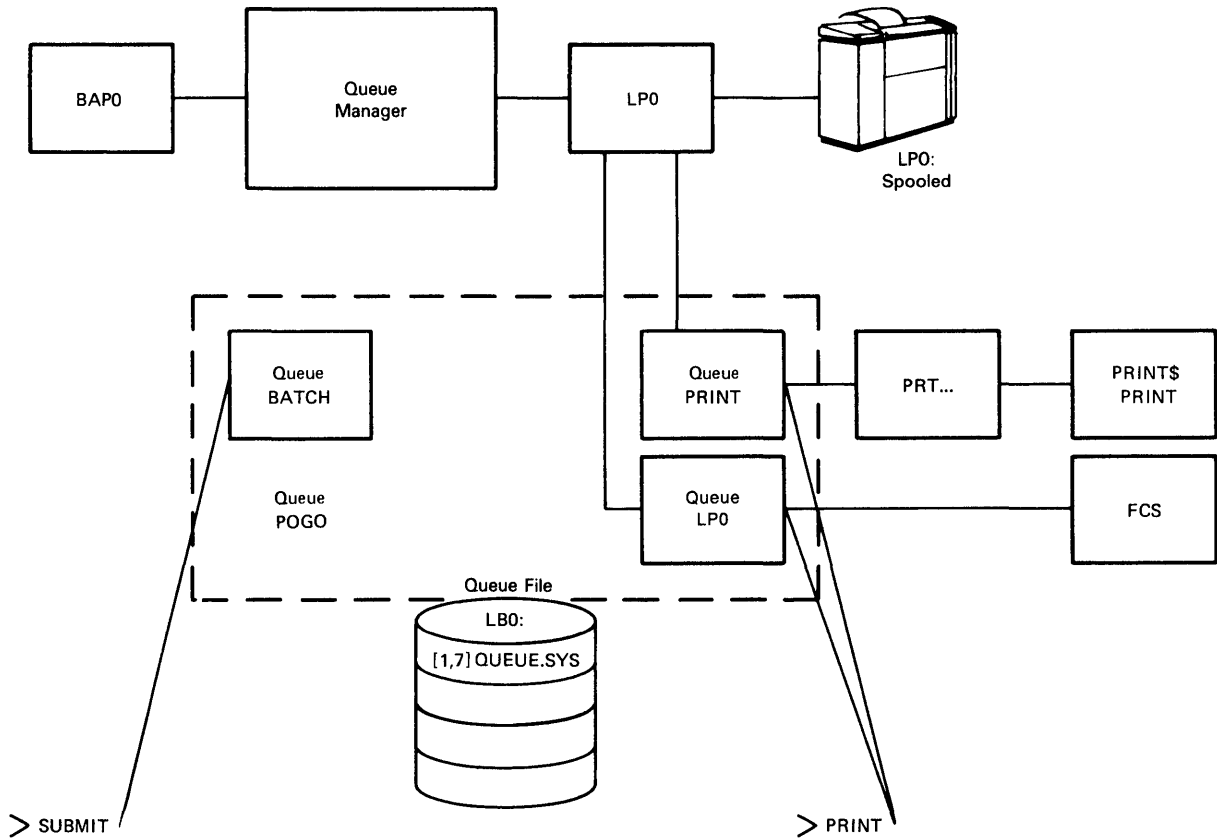 BAP0
Queue
Manager
LP0
LP0:
Spooled
Queue
BATCH
Queue
PRINT
PRT...
PRINT$
PRINT
Queue
POGO
Queue
LP0
FCS
Queue File
LB0:
[1,7] QUEUE.SYS
> SUBMIT
> PRINT